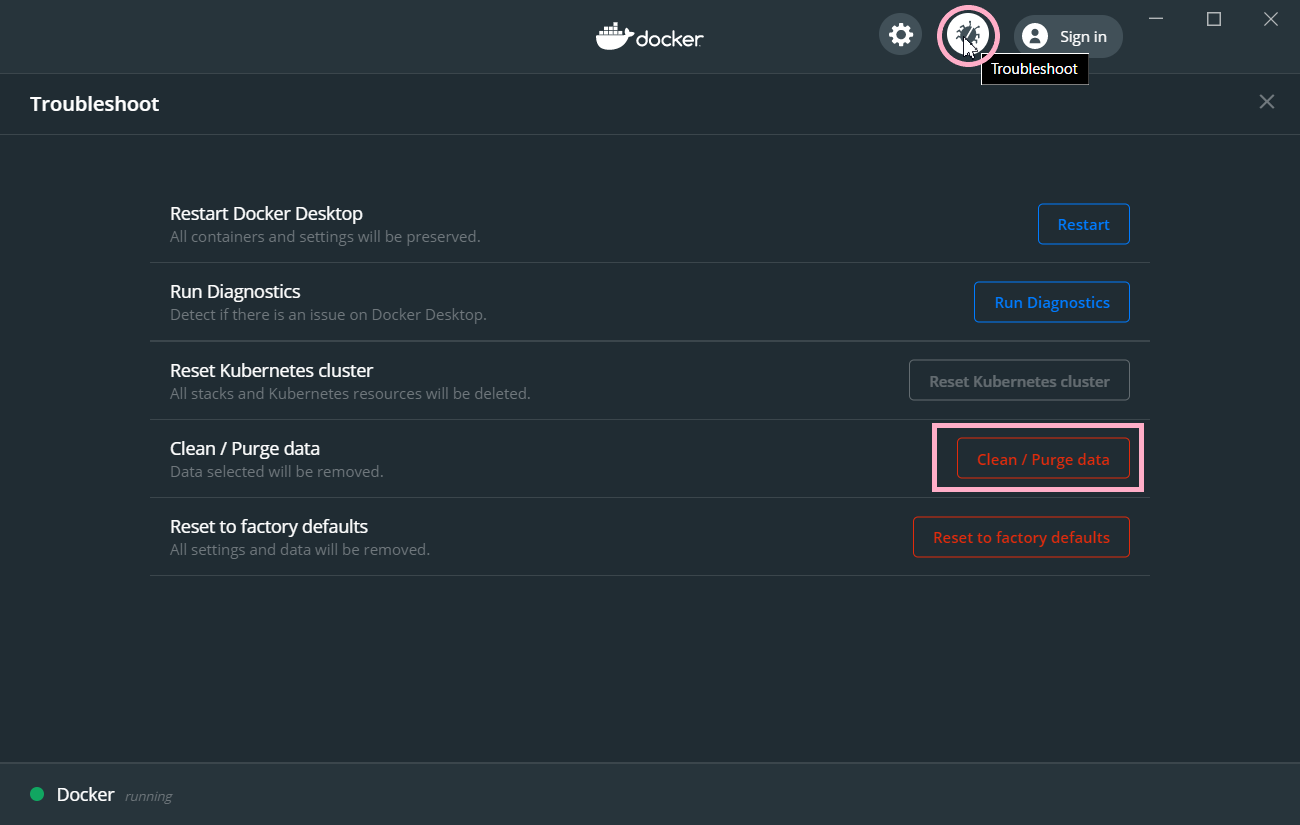 docker
Sign in
Troubleshoot
Troubleshoot
Restart Docker Desktop
All containers and settings will be preserved.
Restart
Run Diagnostics
Detect if there is an issue on Docker Desktop.
Run Diagnostics
Reset Kubernetes cluster
All stacks and Kubernetes resources will be deleted.
Reset Kubernetes cluster
Clean / Purge data
Data selected will be removed.
Clean / Purge data
Reset to factory defaults
All settings and data will be removed.
Reset to factory defaults
Docker running